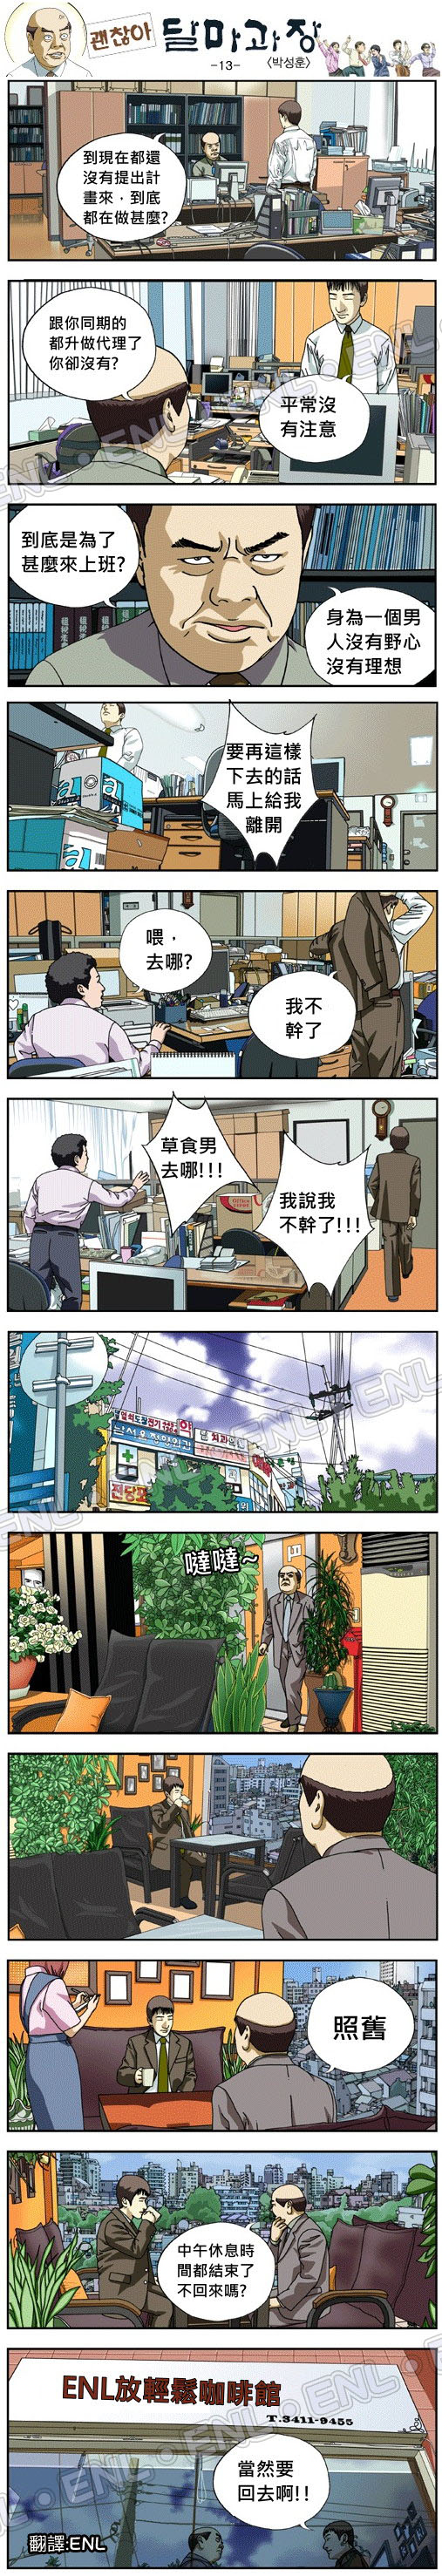 괜찮아
달마과장
-13-
<박성훈>
到現在都還
沒有提出計
畫來，到底
都在做甚麼?
跟你同期的
都升做代理了
你卻沒有?
平常沒
有注意
到底是為了
甚麼來上班?
身為一個男
人沒有野心
沒有理想
要再這樣
下去的話
馬上給我
離開
喂，
去哪?
我不
幹了
草食男
去哪!!!
我說我
不幹了!!!
전당포
치과
噠噠~
照舊
中午休息時
間都結束了
不回來嗎?
ENL放輕鬆咖啡館
T.3411-9455
當然要
回去啊!!
翻譯:ENL